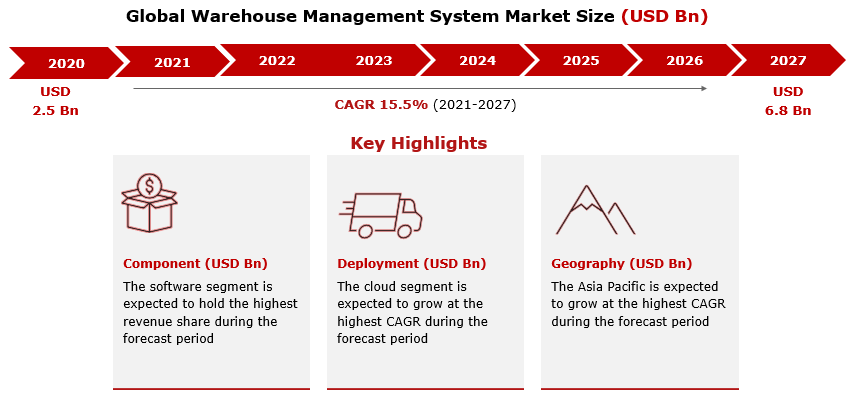 Global Warehouse Management System Market Size (USD Bn)
2020 2021 2022 2023 2024 2025 2026 2027
USD
2.5 Bn
USD
6.8 Bn
CAGR 15.5% (2021-2027)
Key Highlights
$
Component (USD Bn)
The software segment is
expected to hold the highest
revenue share during the
forecast period
Deployment (USD Bn)
The cloud segment is
expected to grow at the
highest CAGR during the
forecast period
Geography (USD Bn)
The Asia Pacific is expected
to grow at the highest CAGR
during the forecast period